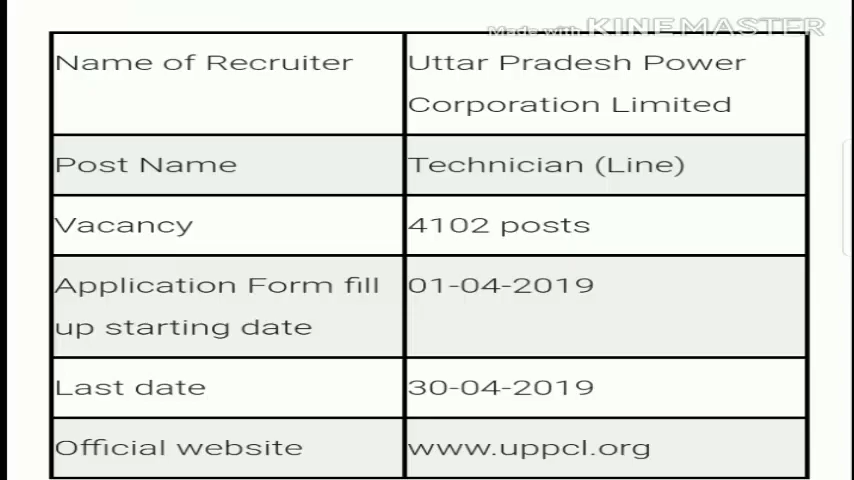 Made with KINEMASTER
Name of Recruiter
Uttar Pradesh Power
Corporation Limited
Post Name
Technician (Line)
Vacancy
4102 posts
Application Form fill
up starting date
01-04-2019
Last date
30-04-2019
Official website
www.uppcl.org